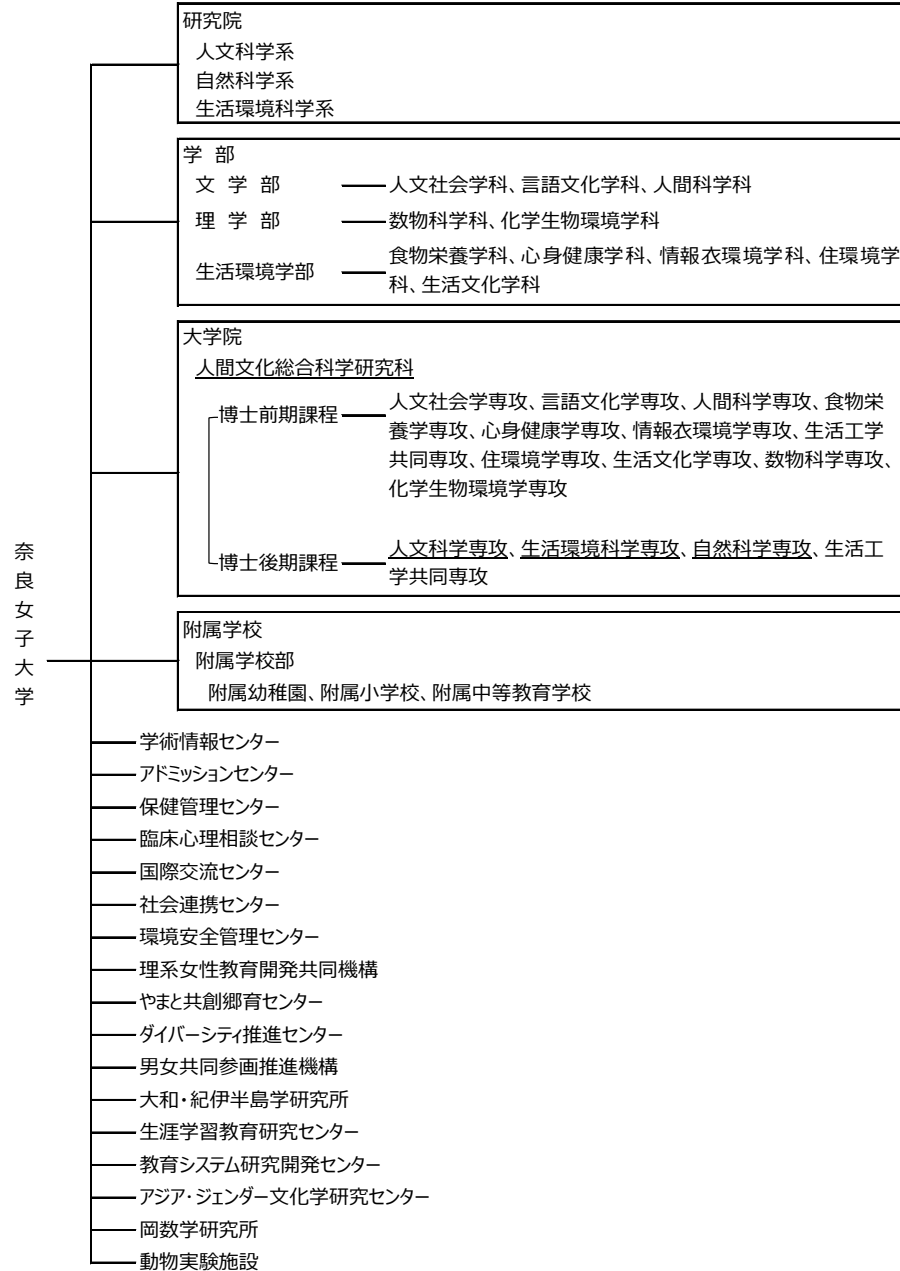 研究院
人文科学系
自然科学系
生活環境科学系
学 部
文 学 部 人文社会学科、言語文化学科、人間科学科
理 学 部 数物科学科、化学生物環境学科
生活環境学部 食物栄養学科、心身健康学科、情報衣環境学科、住環境学
科、生活文化学科
大学院
人間文化総合科学研究科
博士前期課程 人文社会学専攻、言語文化学専攻、人間科学専攻、食物栄
養学専攻、心身健康学専攻、情報衣環境学専攻、生活工学
共同専攻、住環境学専攻、生活文化学専攻、数物科学専攻、
化学生物環境学専攻
博士後期課程 人文科学専攻、生活環境科学専攻、自然科学専攻、生活工
学共同専攻
奈良女子大学
附属学校
附属学校部
附属幼稚園、附属小学校、附属中等教育学校
学術情報センター
アドミッションセンター
保健管理センター
臨床心理相談センター
国際交流センター
社会連携センター
環境安全管理センター
理系女性教育開発共同機構
やまと共創郷育センター
ダイバーシティ推進センター
男女共同参画推進機構
大和・紀伊半島学研究所
生涯学習教育研究センター
教育システム研究開発センター
アジア・ジェンダー文化学研究センター
岡数学研究所
動物実験施設